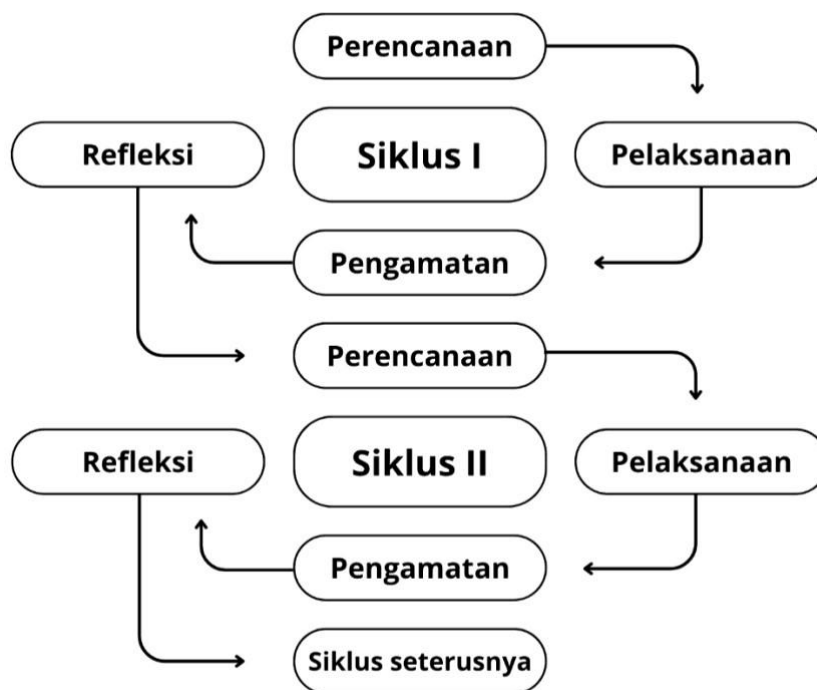 Perencanaan
Refleksi
Siklus I
Pelaksanaan
Pengamatan
Perencanaan
Refleksi
Siklus II
Pelaksanaan
Pengamatan
Siklus seterusnya